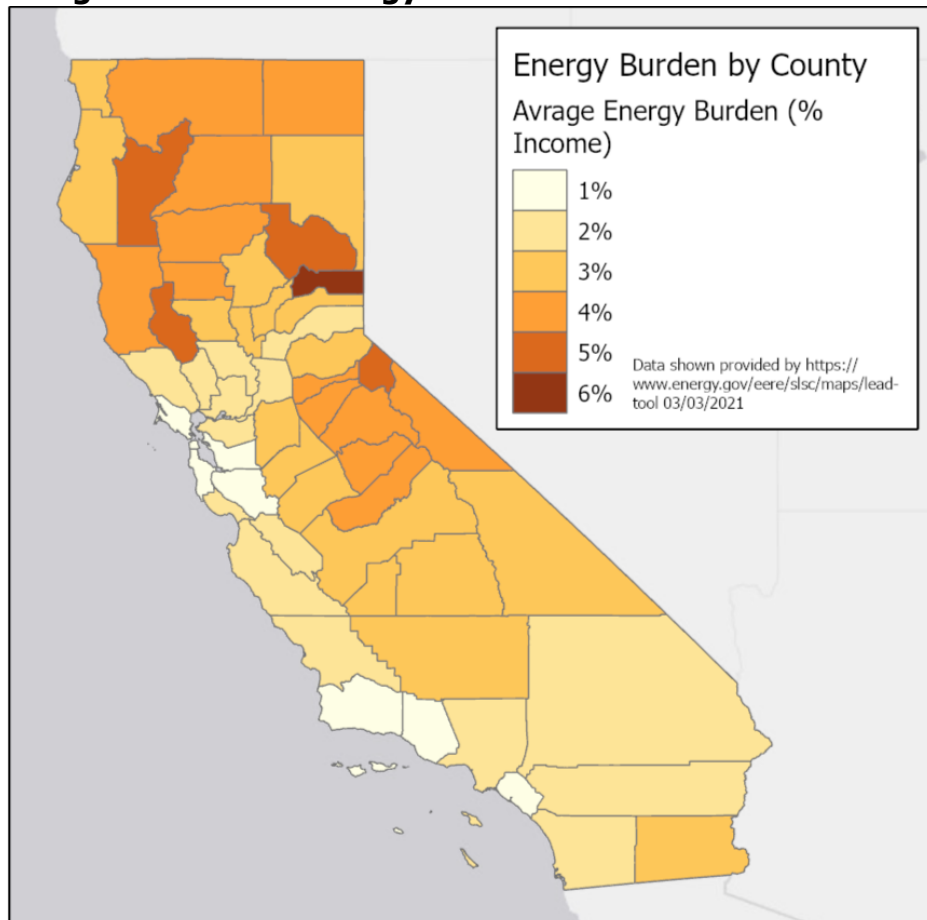 Energy Burden by County
Avrage Energy Burden (%
Income)
1%
2%
3%
4%
5%
6%
Data shown provided by https://
www.energy.gov/eere/slsc/maps/lead-
tool 03/03/2021